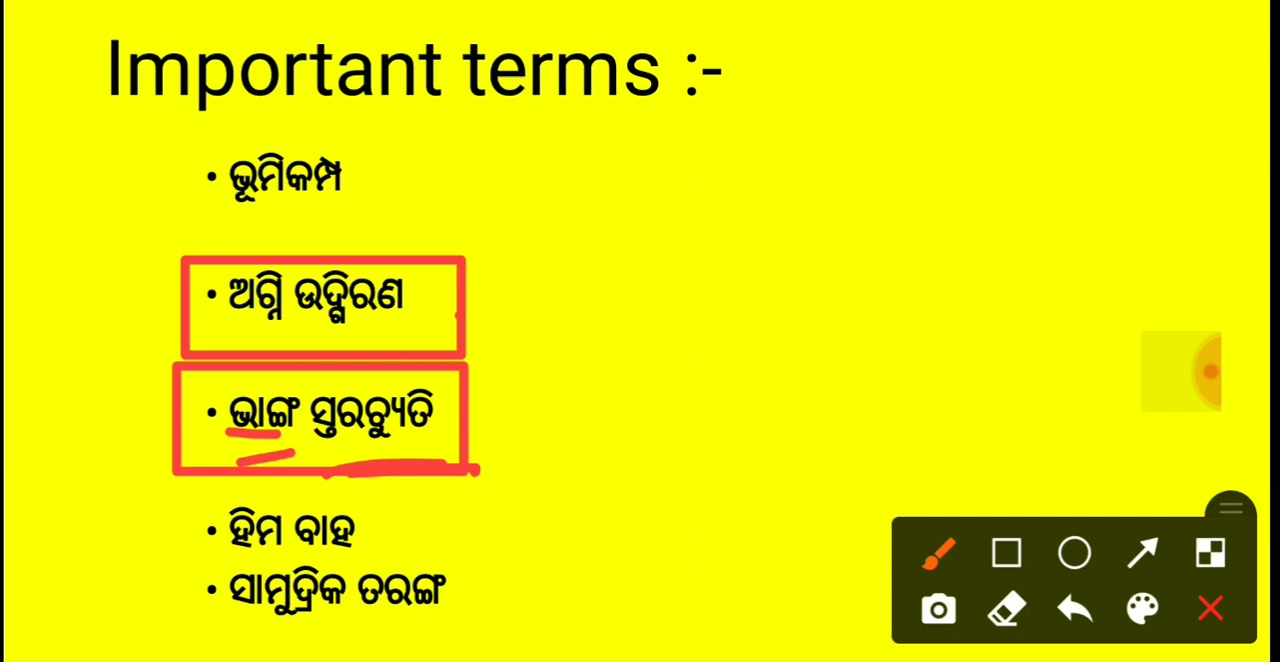 Important terms :-
• ଭୂମିକମ୍ପ
• ଅଗ୍ନି ଉଦ୍ଗିରଣ
• ଭାଙ୍ଗ ସ୍ତରଚ୍ୟୁତି
• ହିମ ବାହ
• ସାମୁଦ୍ରିକ ତରଙ୍ଗ